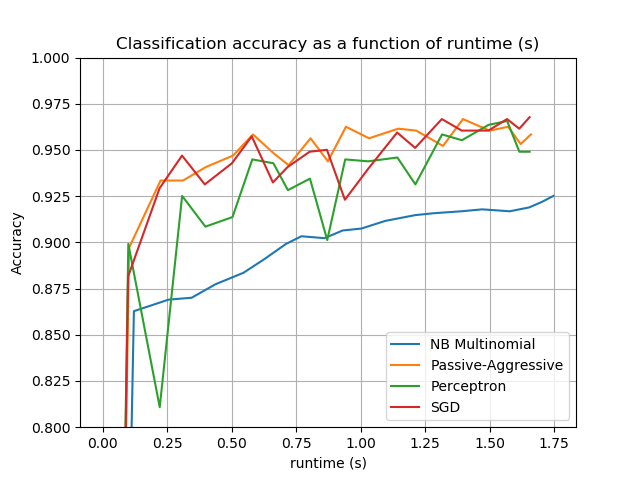 Classification accuracy as a function of runtime (s)
1.000
0.975
0.950
0.925
0.900
0.875
0.850
0.825
0.800
Accuracy
NB Multinomial
Passive-Aggressive
Perceptron
SGD
0.00 0.25 0.50 0.75 1.00 1.25 1.50 1.75
runtime (s)